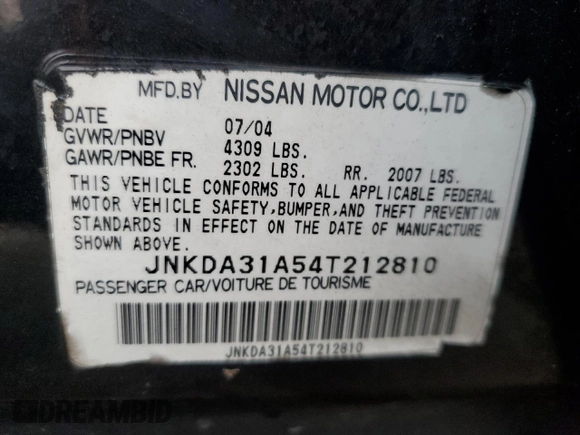 MFD.BY NISSAN MOTOR CO.,LTD
DATE 07/04
GVWR/PNBV 4309 LBS.
GAWR/PNBE FR. 2302 LBS. RR. 2007 LBS.
THIS VEHICLE CONFORMS TO ALL APPLICABLE FEDERAL
MOTOR VEHICLE SAFETY,BUMPER,AND THEFT PREVENTION
STANDARDS IN EFFECT ON THE DATE OF MANUFACTURE
SHOWN ABOVE.
JNKDA31A54T212810
PASSENGER CAR/VOITURE DE TOURISME
JNKDA31A54T212810
DREAMBID